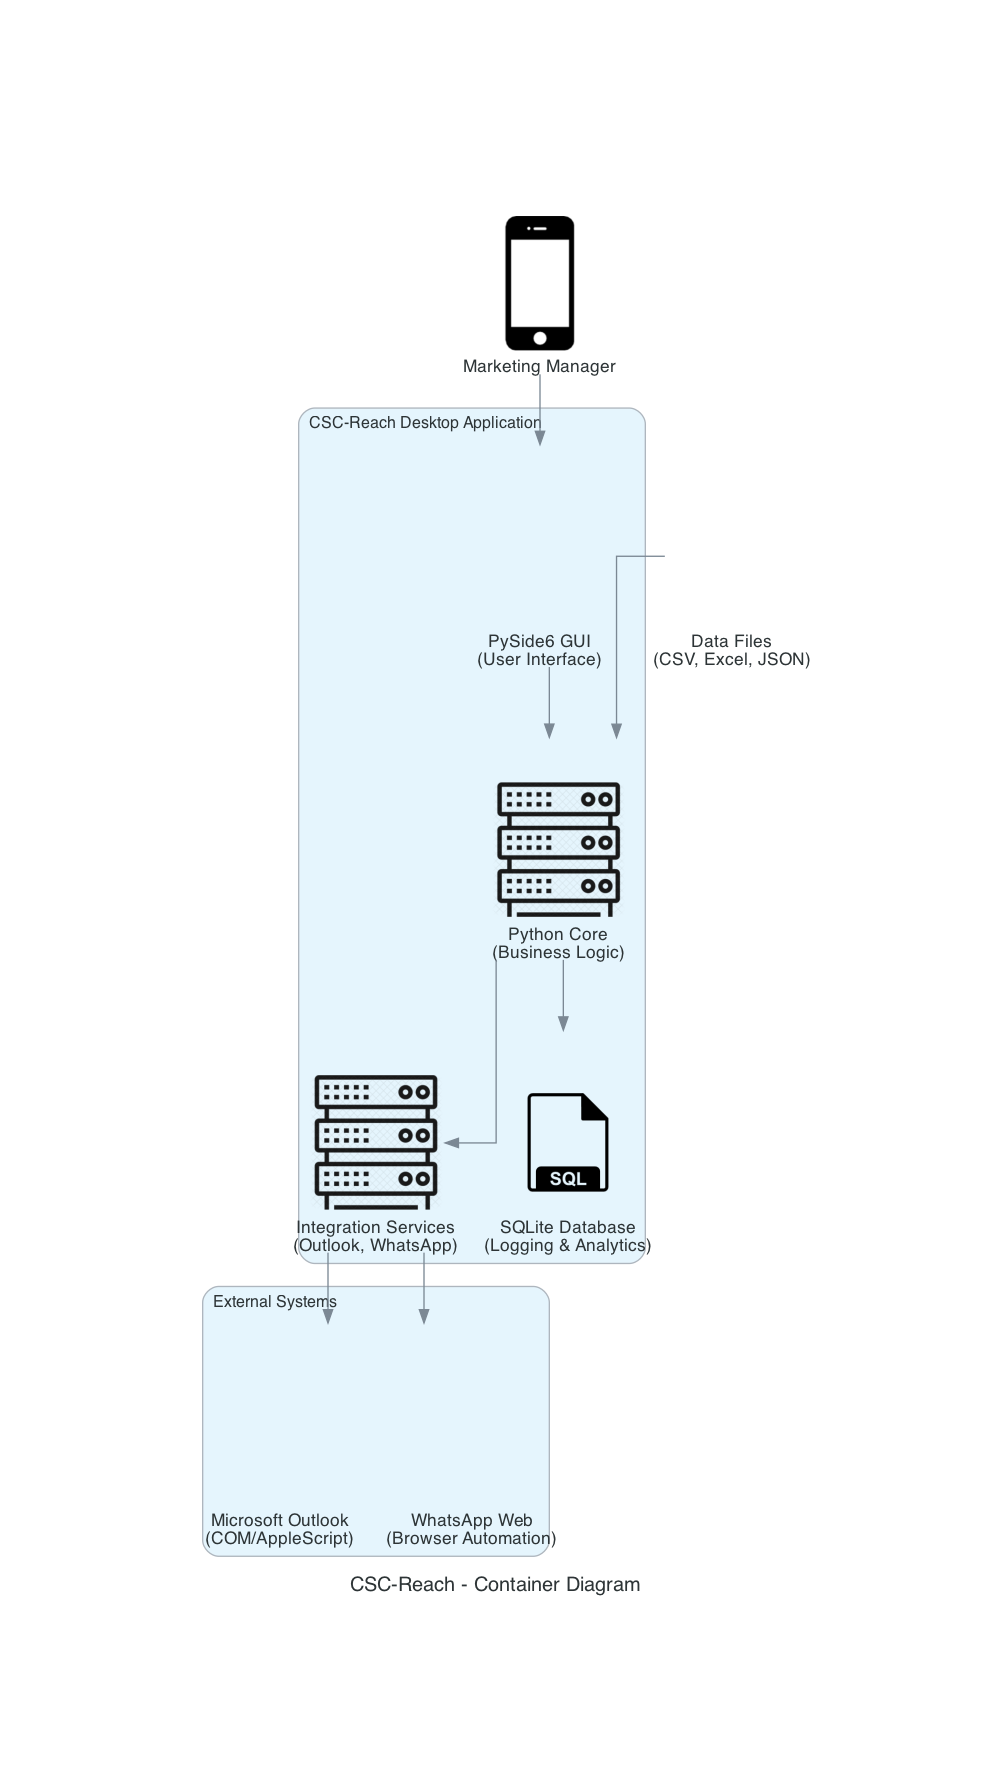 Marketing Manager
CSC-Reach Desktop Application
PySide6 GUI
(User Interface)
Data Files
(CSV, Excel, JSON)
Python Core
(Business Logic)
SQL
Integration Services
(Outlook, WhatsApp)
SQLite Database
(Logging & Analytics)
External Systems
Microsoft Outlook
(COM/AppleScript)
WhatsApp Web
(Browser Automation)
CSC-Reach - Container Diagram